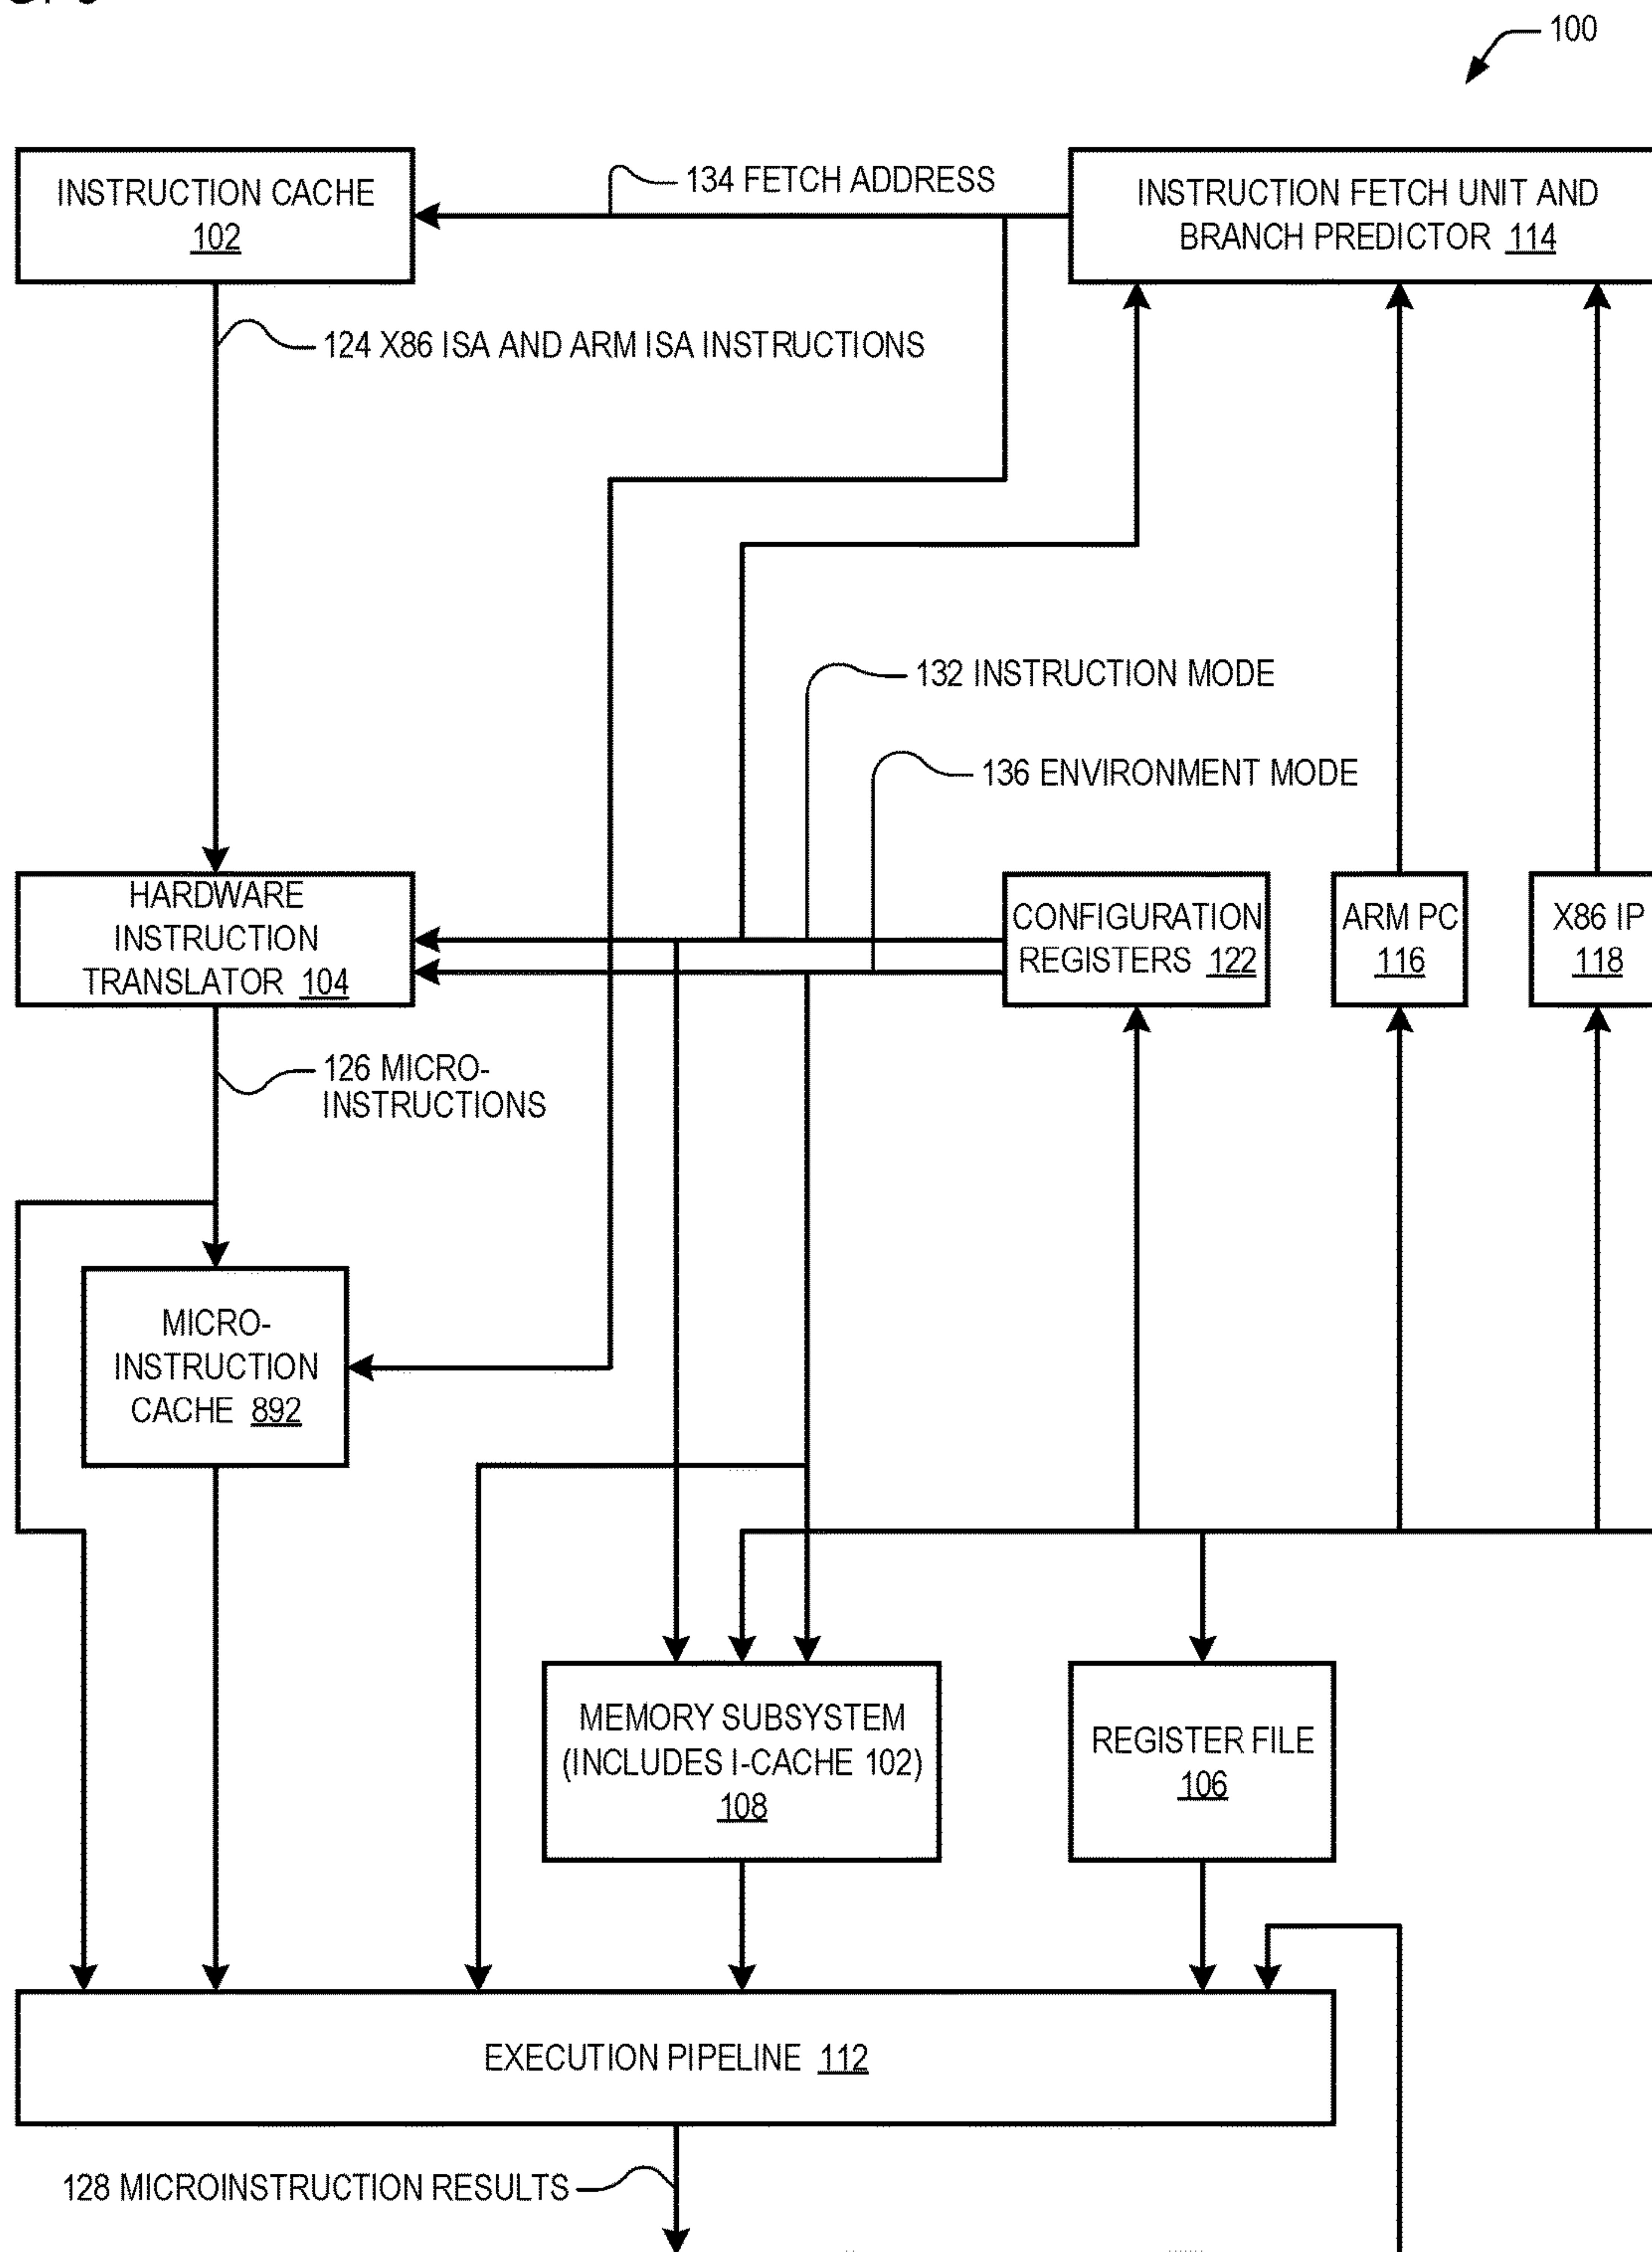 100
INSTRUCTION CACHE
102
134 FETCH ADDRESS
INSTRUCTION FETCH UNIT AND
BRANCH PREDICTOR 114
124 X86 ISA AND ARM ISA INSTRUCTIONS
132 INSTRUCTION MODE
136 ENVIRONMENT MODE
HARDWARE
INSTRUCTION
TRANSLATOR 104
CONFIGURATION
REGISTERS 122
ARM PC
116
X86 IP
118
126 MICRO-
INSTRUCTIONS
MICRO-
INSTRUCTION
CACHE 892
MEMORY SUBSYSTEM
(INCLUDES I-CACHE 102)
108
REGISTER FILE
106
EXECUTION PIPELINE 112
128 MICROINSTRUCTION RESULTS